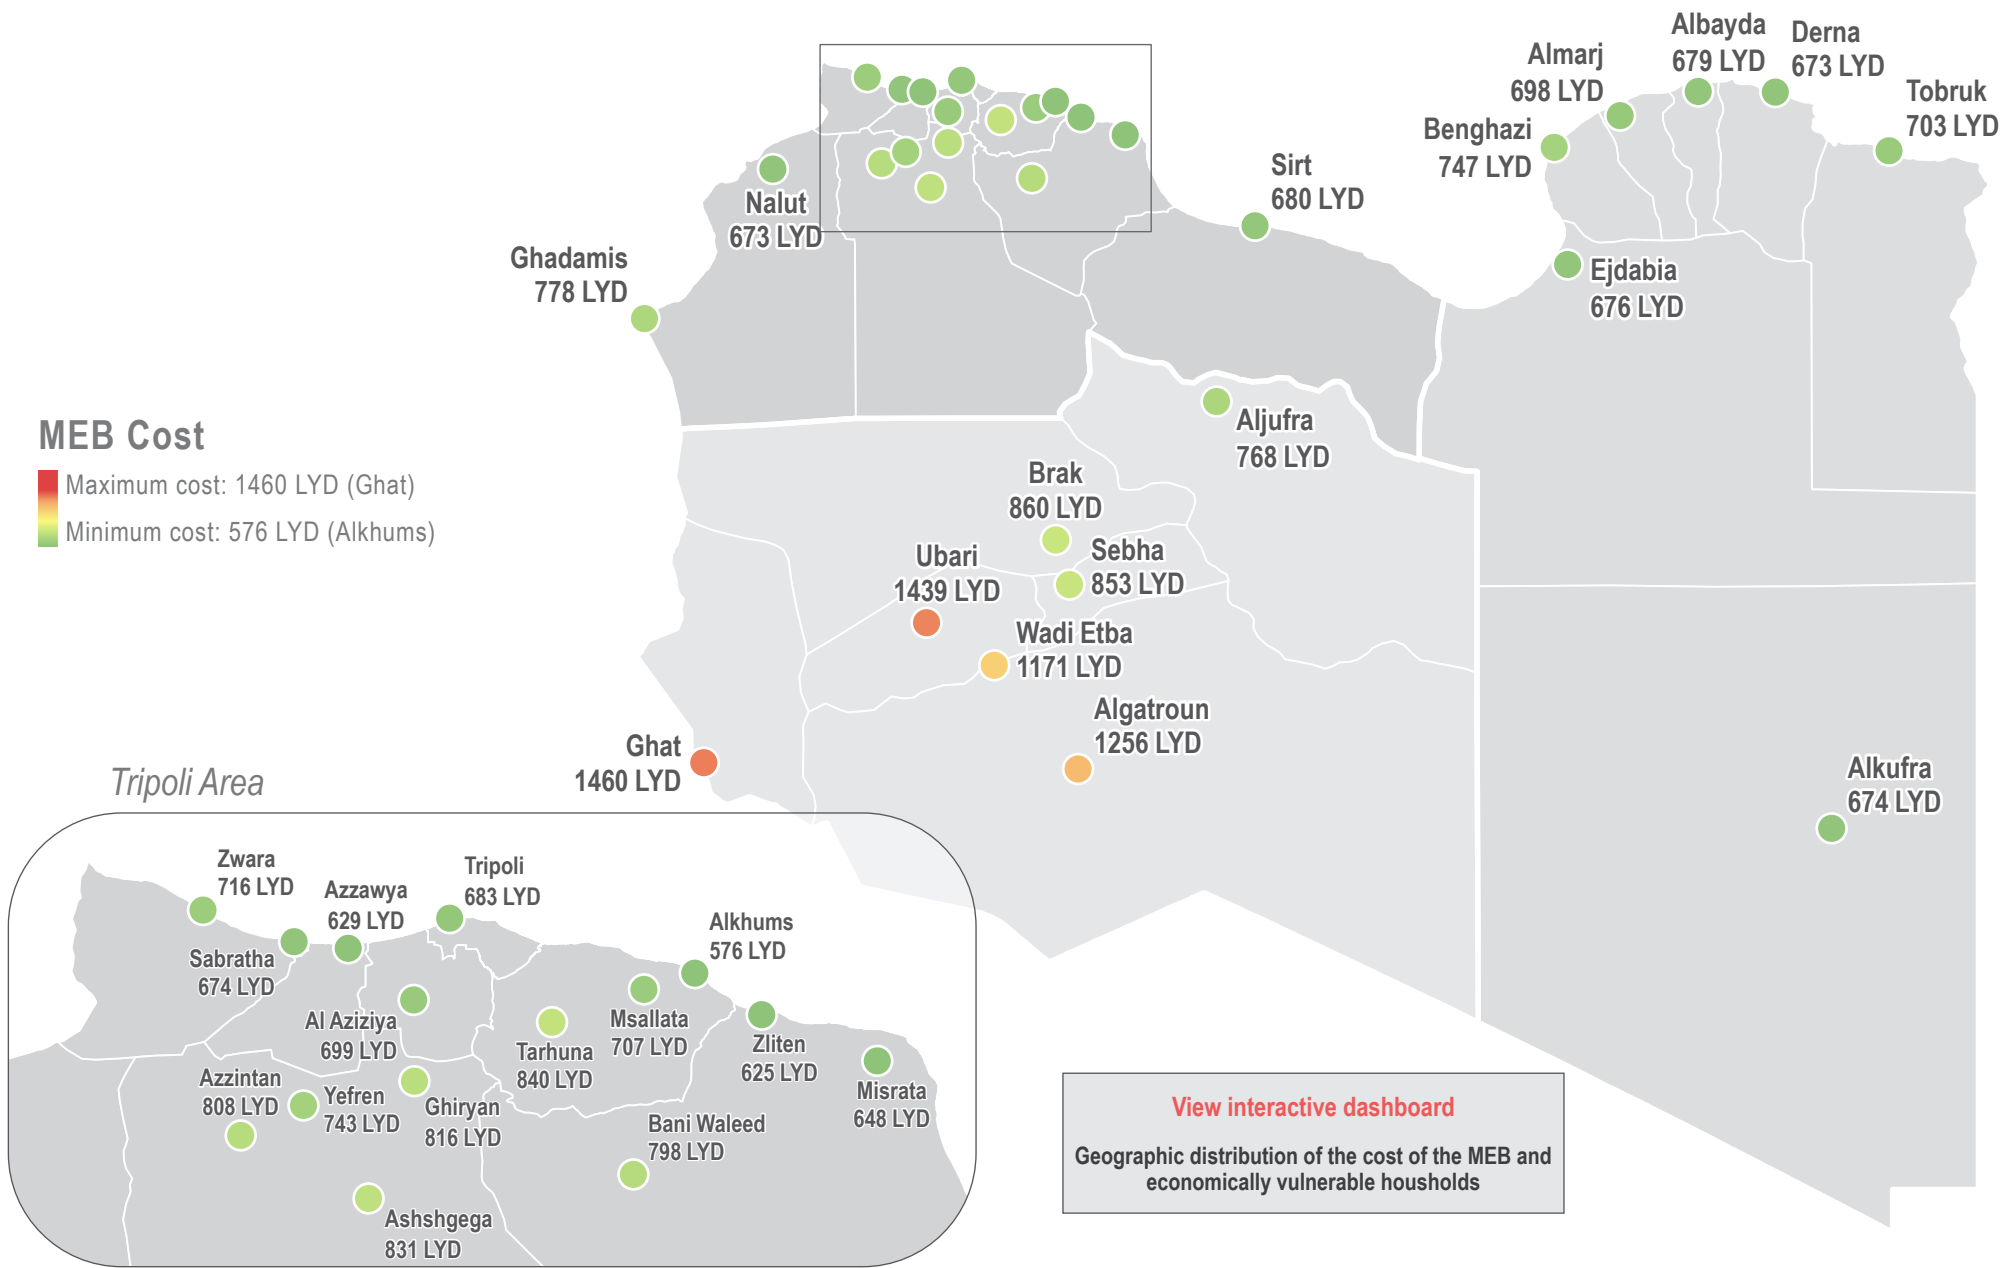 Albayda
679 LYD
Derna
673 LYD
Almarj
698 LYD
Tobruk
703 LYD
Benghazi
747 LYD
Sirt
680 LYD
Nalut
673 LYD
Ghadamis
778 LYD
Ejdabia
676 LYD
MEB Cost
Maximum cost: 1460 LYD (Ghat)
Minimum cost: 576 LYD (Alkhums)
Aljufra
768 LYD
Brak
860 LYD
Sebha
853 LYD
Ubari
1439 LYD
Wadi Etba
1171 LYD
Algatroun
1256 LYD
Ghat
1460 LYD
Alkufra
674 LYD
Tripoli Area
Zwara
716 LYD
Azzawya
629 LYD
Tripoli
683 LYD
Alkhums
576 LYD
Sabratha
674 LYD
Al Aziziya
699 LYD
Tarhuna
840 LYD
Msallata
707 LYD
Zliten
625 LYD
Misrata
648 LYD
Azzintan
808 LYD
Yefren
743 LYD
Ghiryan
816 LYD
Bani Waleed
798 LYD
Ashshgega
831 LYD
View interactive dashboard
Geographic distribution of the cost of the MEB and
economically vulnerable housholds